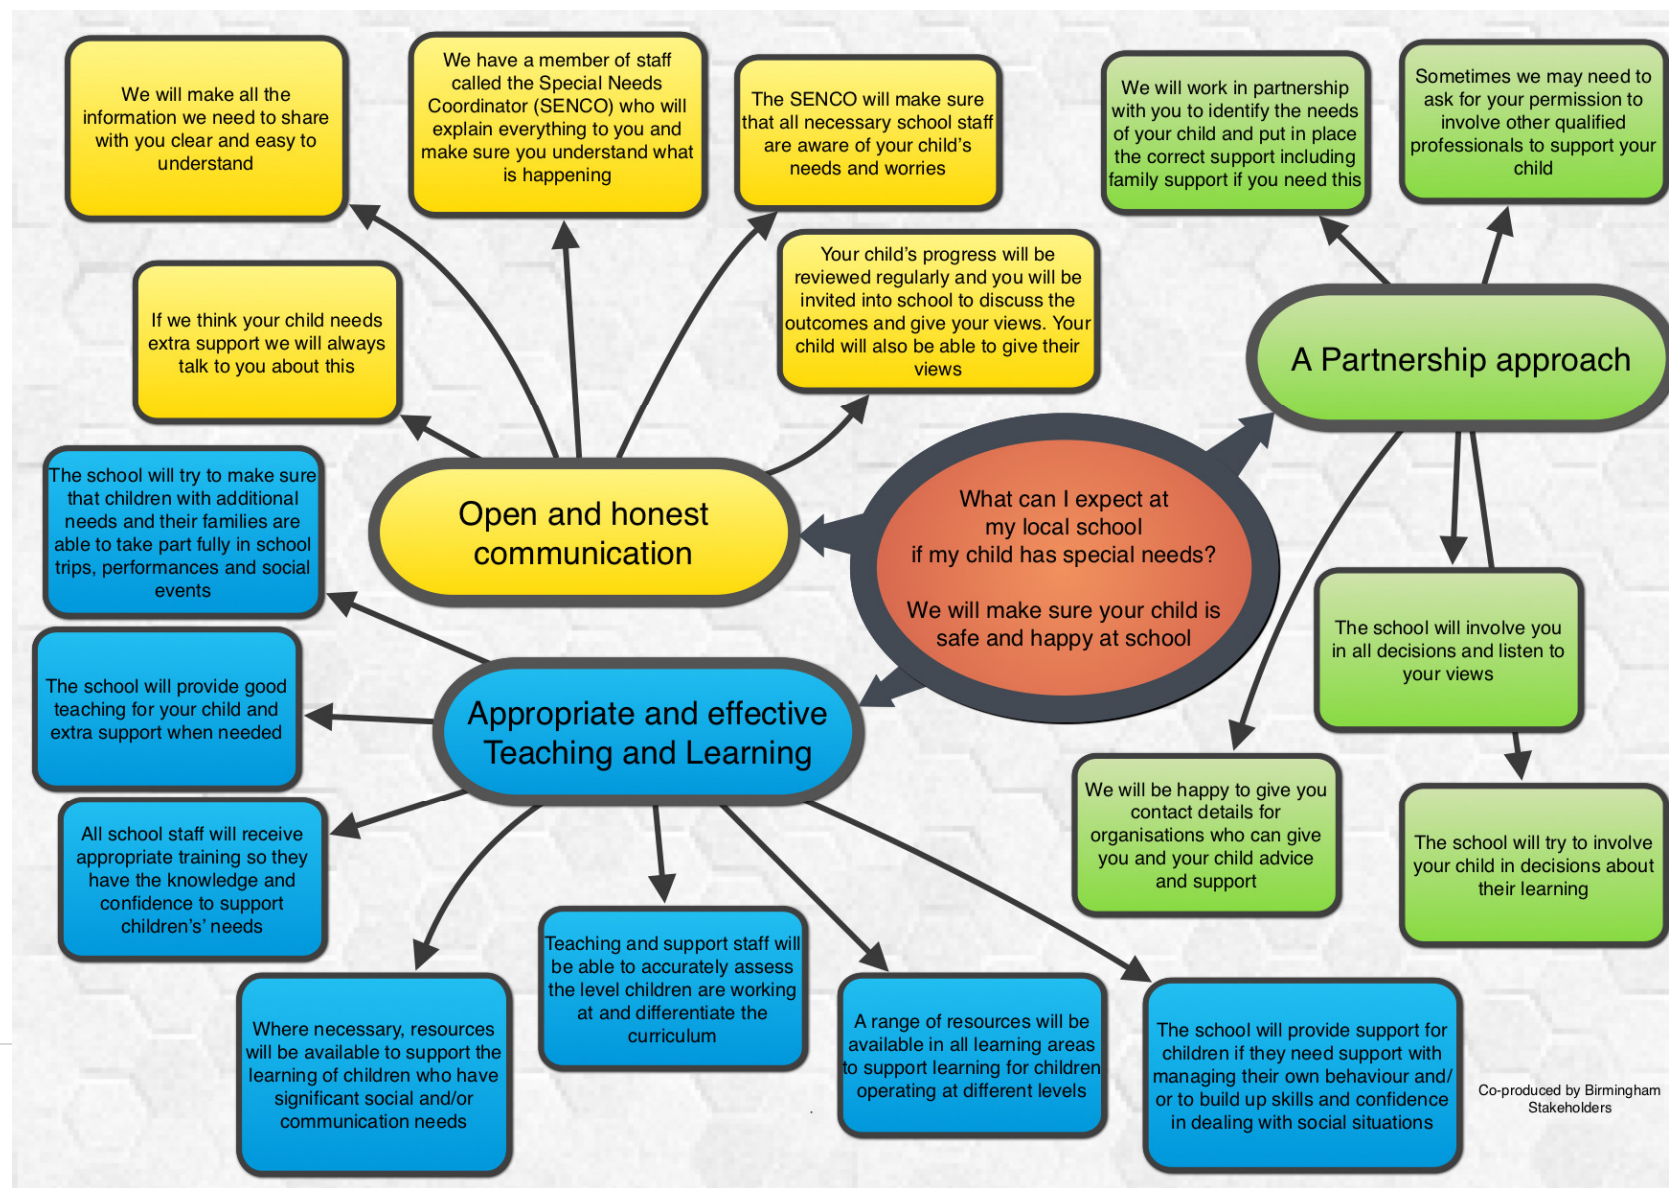 We will make all the
information we need to share
with you clear and easy to
understand
We have a member of staff
called the Special Needs
Coordinator (SENCO) who will
explain everything to you and
make sure you understand what
is happening
The SENCO will make sure
that all necessary school staff
are aware of your child's
needs and worries
We will work in partnership
with you to identify the needs
of your child and put in place
the correct support including
family support if you need this
Sometimes we may need to
ask for your permission to
involve other qualified
professionals to support your
child
If we think your child needs
extra support we will always
talk to you about this
Your child's progress will be
reviewed regularly and you will be
invited into school to discuss the
outcomes and give your views. Your
child will also be able to give their
views
A Partnership approach
Open and honest
communication
What can I expect at
my local school
if my child has special needs?
We will make sure your child is
safe and happy at school
The school will try to make sure
that children with additional
needs and their families are
able to take part fully in school
trips, performances and social
events
The school will provide good
teaching for your child and
extra support when needed
Appropriate and effective
Teaching and Learning
The school will involve you
in all decisions and listen to
your views
All school staff will receive
appropriate training so they
have the knowledge and
confidence to support
children's' needs
We will be happy to give you
contact details for
organisations who can give
you and your child advice
and support
The school will try to involve
your child in decisions about
their learning
Where necessary, resources
will be available to support the
learning of children who have
significant social and/or
communication needs
Teaching and support staff will
be able to accurately assess
the level children are working
at and differentiate the
curriculum
A range of resources will be
available in all learning areas
to support learning for children
operating at different levels
The school will provide support for
children if they need support with
managing their own behaviour and/
or to build up skills and confidence
in dealing with social situations
Co-produced by Birmingham
Stakeholders